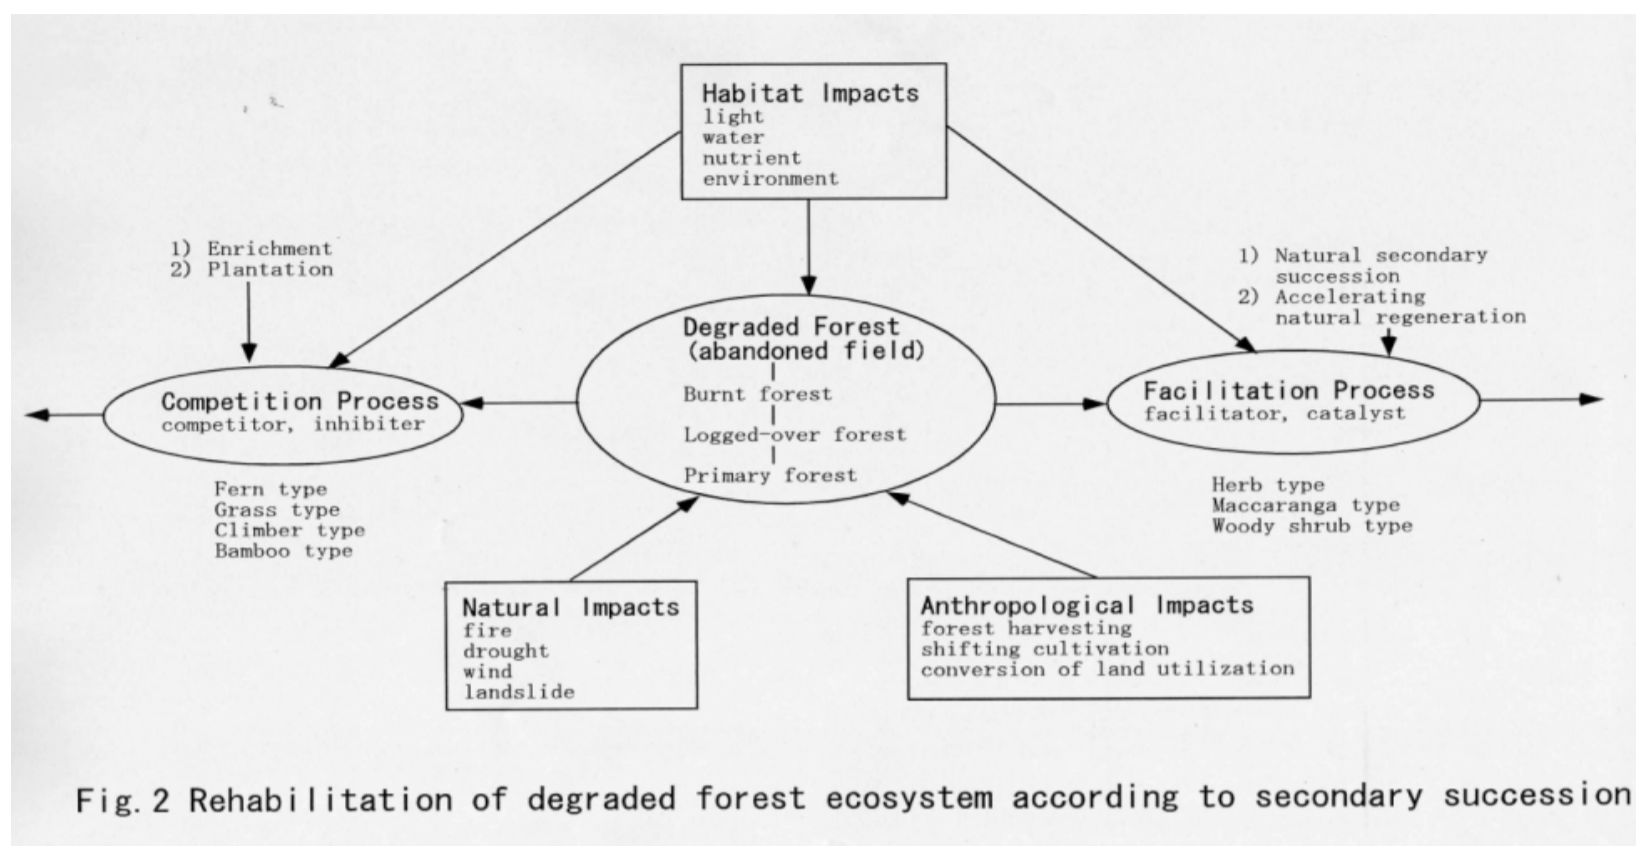 Habitat Impacts
light
water
nutrient
environment
1) Enrichment
2) Plantation
1) Natural secondary
succession
2) Accelerating
natural regeneration
Degraded Forest
(abandoned field)
Burnt forest
Logged-over forest
Primary forest
Competition Process
competitor, inhibiter
Facilitation Process
facilitator, catalyst
Fern type
Grass type
Climber type
Bamboo type
Herb type
Maccaranga type
Woody shrub type
Natural Impacts
fire
drought
wind
landslide
Anthropological Impacts
forest harvesting
shifting cultivation
conversion of land utilization
Fig. 2 Rehabilitation of degraded forest ecosystem according to secondary succession